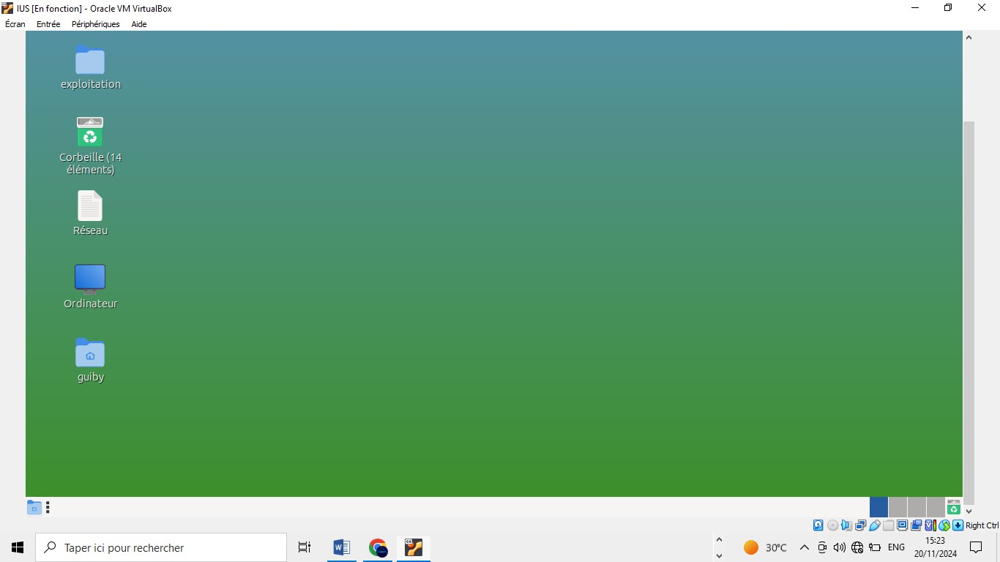 IUS [En fonction] - Oracle VM VirtualBox
Écran Entrée Périphériques Aide
exploitation
Corbeille (14
éléments)
Réseau
Ordinateur
guiby
Right Ctrl
Taper ici pour rechercher
30°C
ENG
15:23
20/11/2024